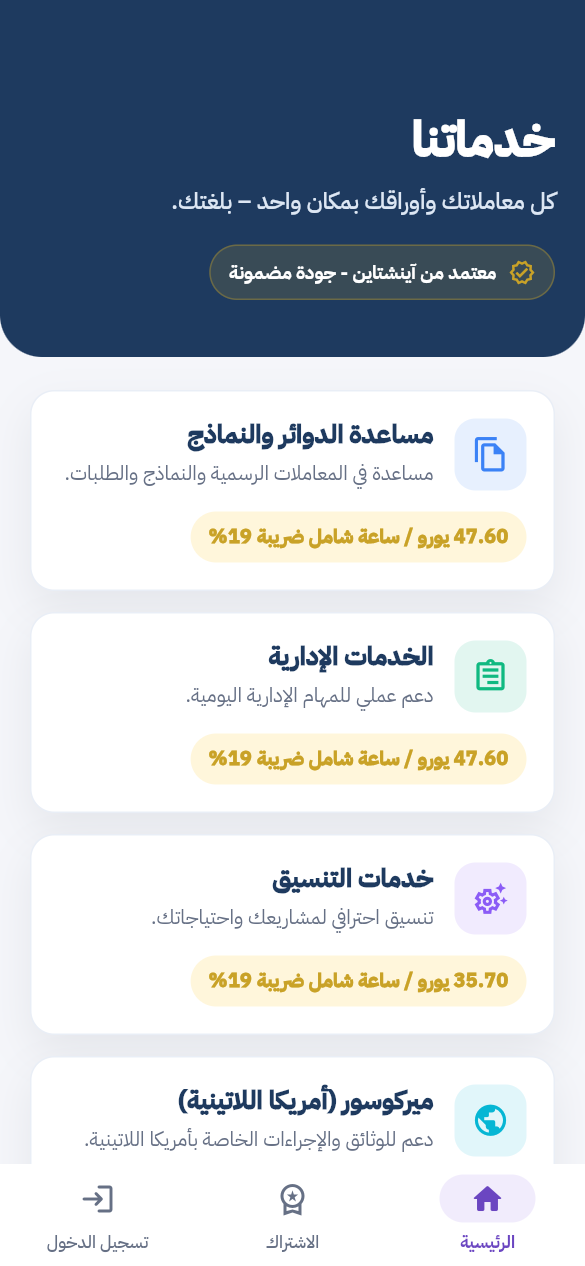 خدماتنا
كل معاملاتك وأوراقك بمكان واحد – بلغتك.
معتمد من آينشتاين - جودة مضمونة
مساعدة الدوائر والنماذج
مساعدة في المعاملات الرسمية والنماذج والطلبات.
47.60 يورو / ساعة شامل ضريبة 19%
الخدمات الإدارية
دعم عملي للمهام الإدارية اليومية.
47.60 يورو / ساعة شامل ضريبة 19%
خدمات التنسيق
تنسيق احترافي لمشاريعك واحتياجاتك.
35.70 يورو / ساعة شامل ضريبة 19%
ميركوسور (أمريكا اللاتينية)
دعم للوثائق والإجراءات الخاصة بأمريكا اللاتينية.
الرئيسية
الاشتراك
تسجيل الدخول